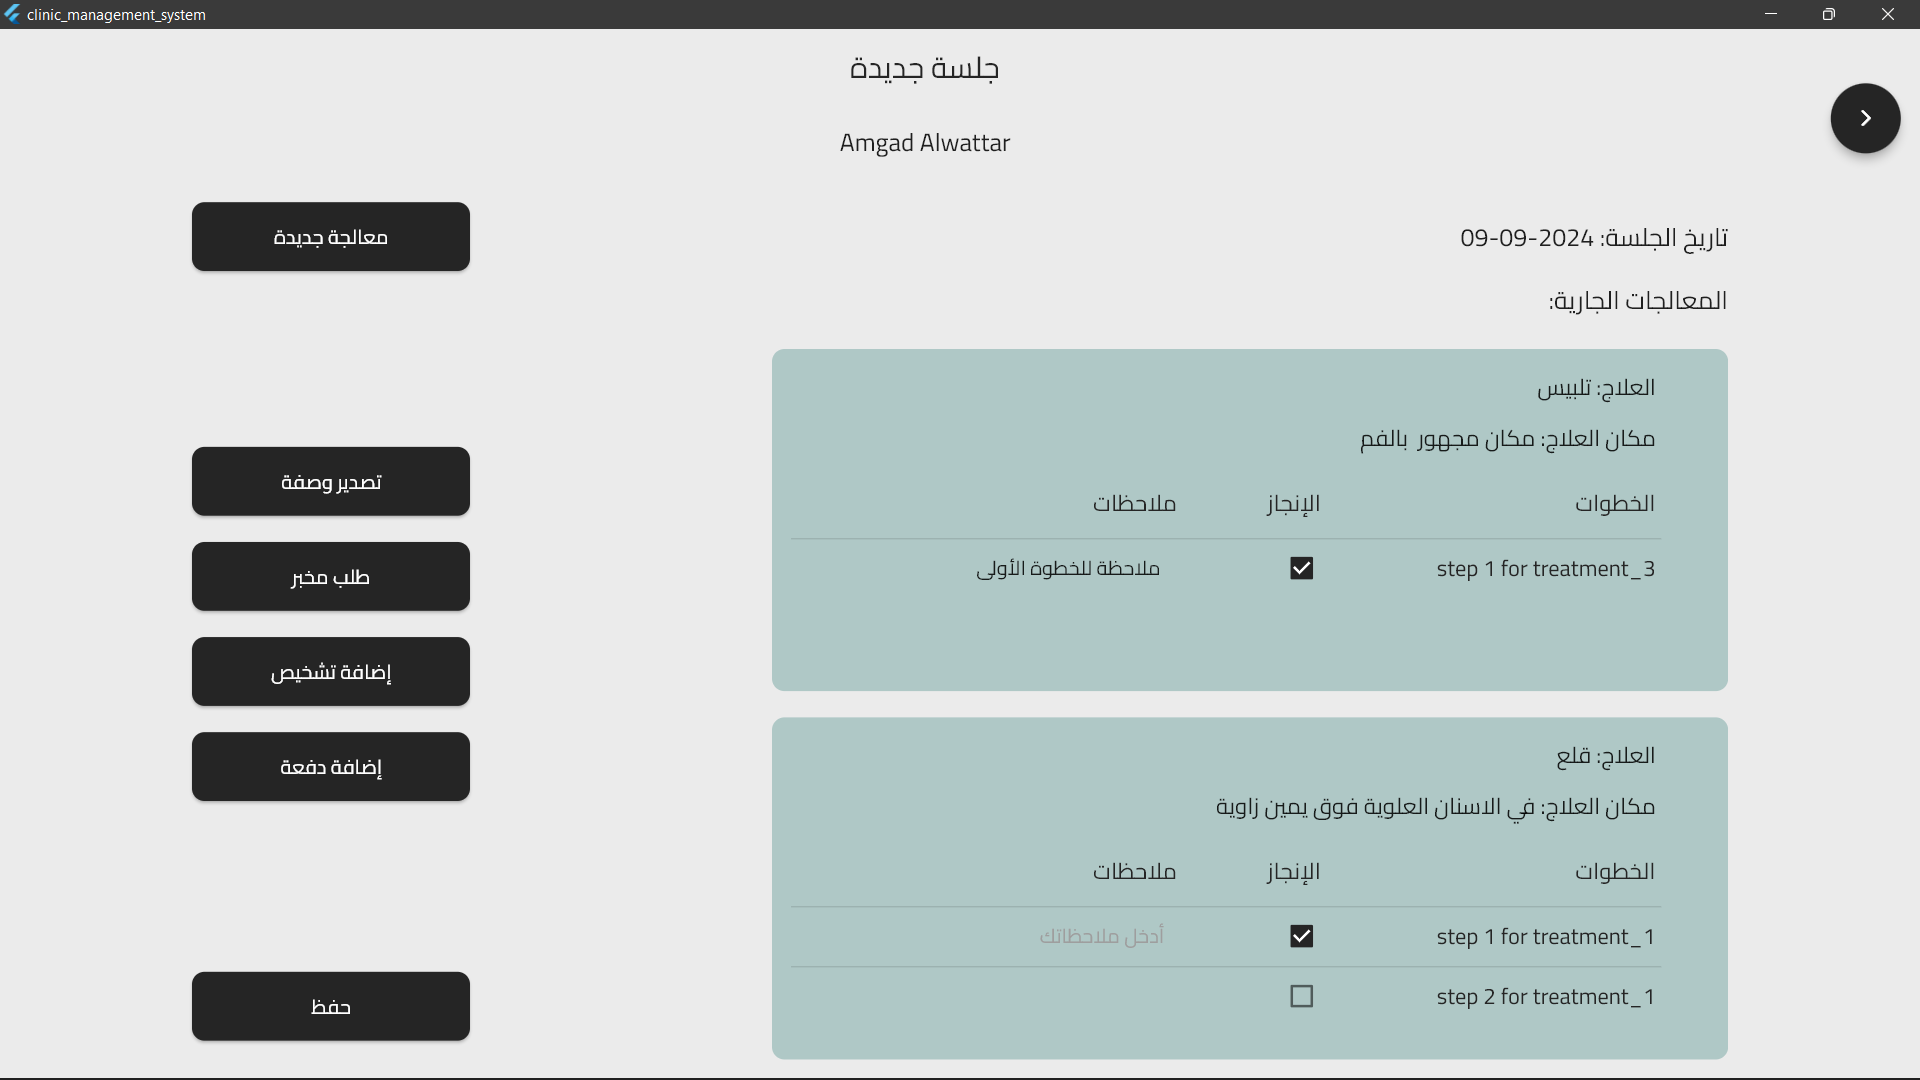 clinic_management_system
جلسة جديدة
Amgad Alwattar
تاريخ الجلسة: 2024-09-09
المعالجات الجارية:
العلاج: تلبيس
مكان العلاج: مكان مجهور بالفم
الخطوات الإنجاز ملاحظات
step 1 for treatment_3 ملاحظة للخطوة الأولى
العلاج: قلع
مكان العلاج: في الاسنان العلوية فوق يمين زاوية
الخطوات الإنجاز ملاحظات
step 1 for treatment_1 أدخل ملاحظاتك
step 2 for treatment_1
معالجة جديدة
تصدير وصفة
طلب مخبر
إضافة تشخيص
إضافة دفعة
حفظ